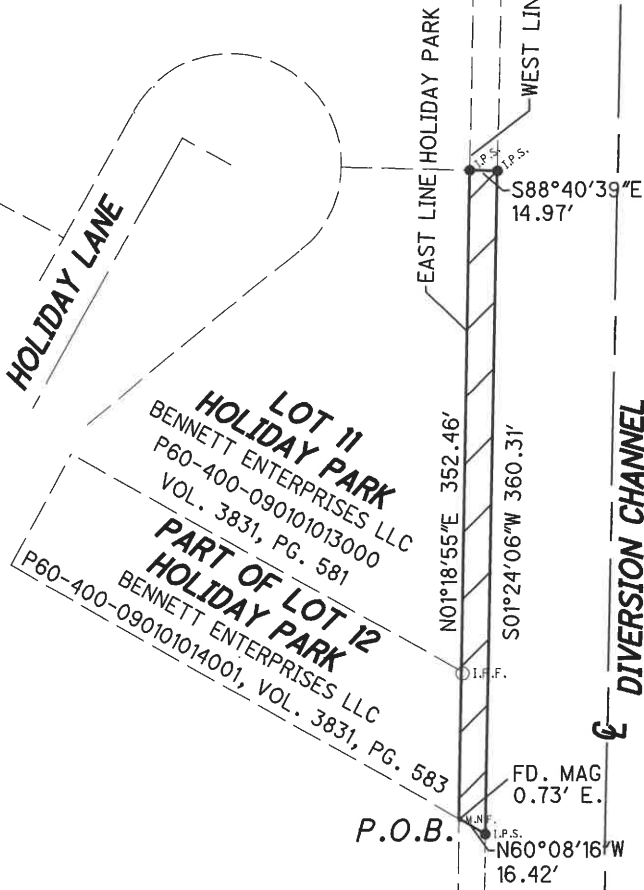 EAST LINE HOLIDAY PARK
WEST LIN
I.P.S.
I.P.S.
S88°40'39"E
14.97'
HOLIDAY LANE
LOT 11
HOLIDAY PARK
BENNETT ENTERPRISES LLC
P60-400-090101013000
VOL. 3831, PG. 581
PART OF LOT 12
HOLIDAY PARK
BENNETT ENTERPRISES LLC
P60-400-090101014001, VOL. 3831, PG. 583
N01°18'55"E 352.46'
S01°24'06"W 360.31'
℄ DIVERSION CHANNEL
I.P.F.
FD. MAG
0.73' E.
M.N.F.
P.O.B.
I.P.S.
N60°08'16"W
16.42'